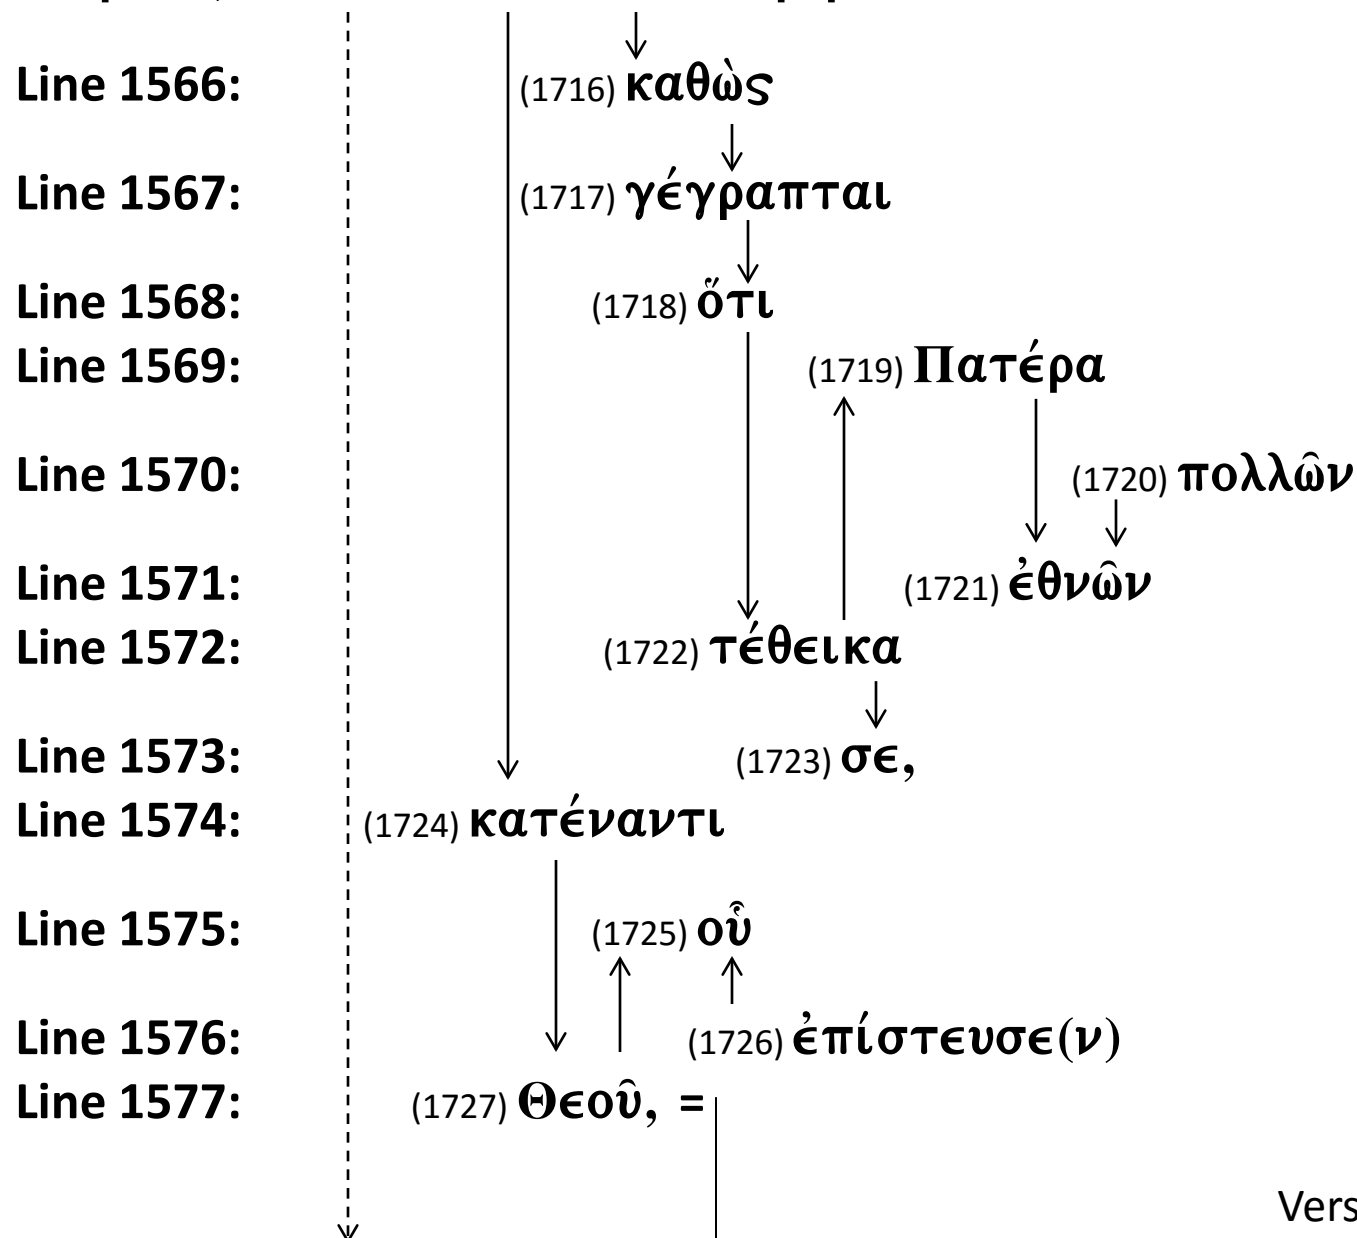 Line 1566: (1716) καθὼς
Line 1567: (1717) γέγραπται
Line 1568: (1718) ὅτι
Line 1569: (1719) Πατέρα
Line 1570: (1720) πολλῶν
Line 1571: (1721) ἐθνῶν
Line 1572: (1722) τέθεικα
Line 1573: (1723) σε,
Line 1574: (1724) κατέναντι
Line 1575: (1725) οὗ
Line 1576: (1726) ἐπίστευσε(ν)
Line 1577: (1727) Θεοῦ, =
Vers